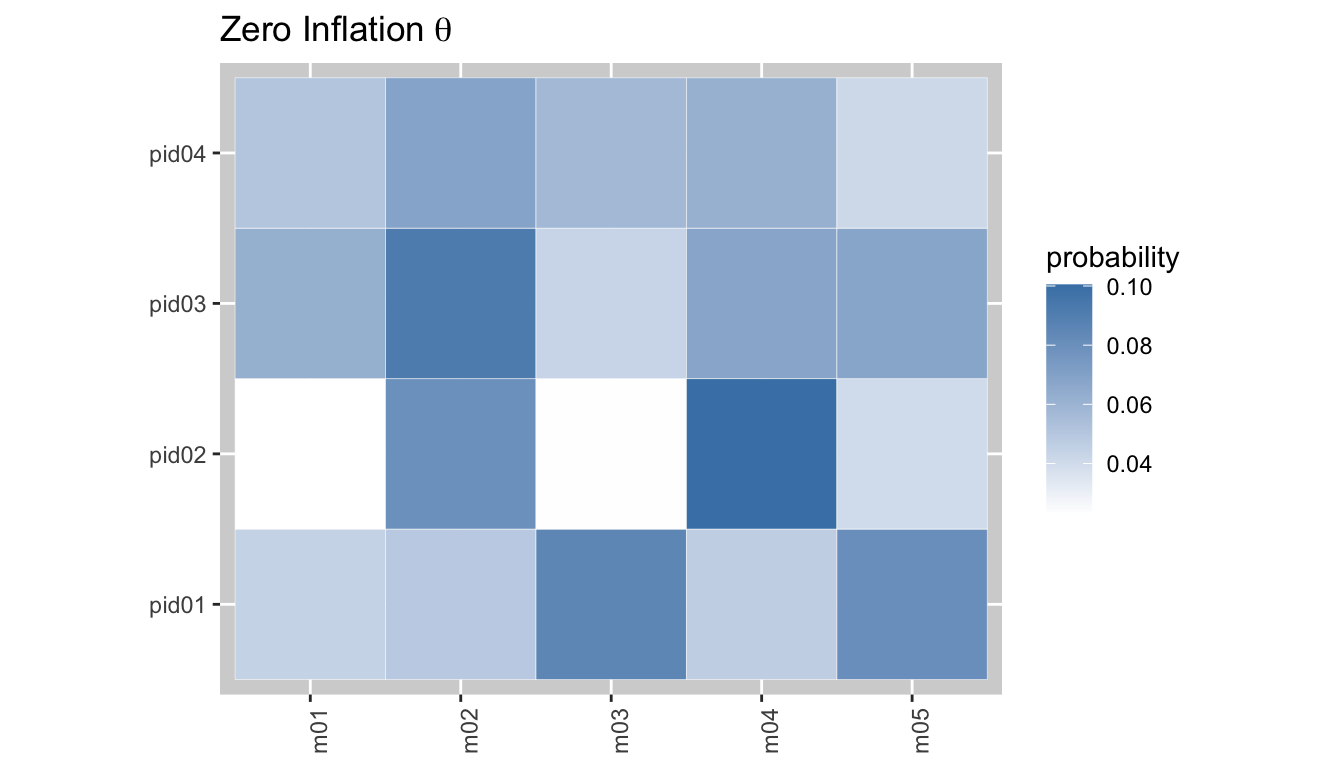 Zero Inflation θ
pid04
pid03
pid02
pid01
m01
m02
m03
m04
m05
probability
0.10
0.08
0.06
0.04